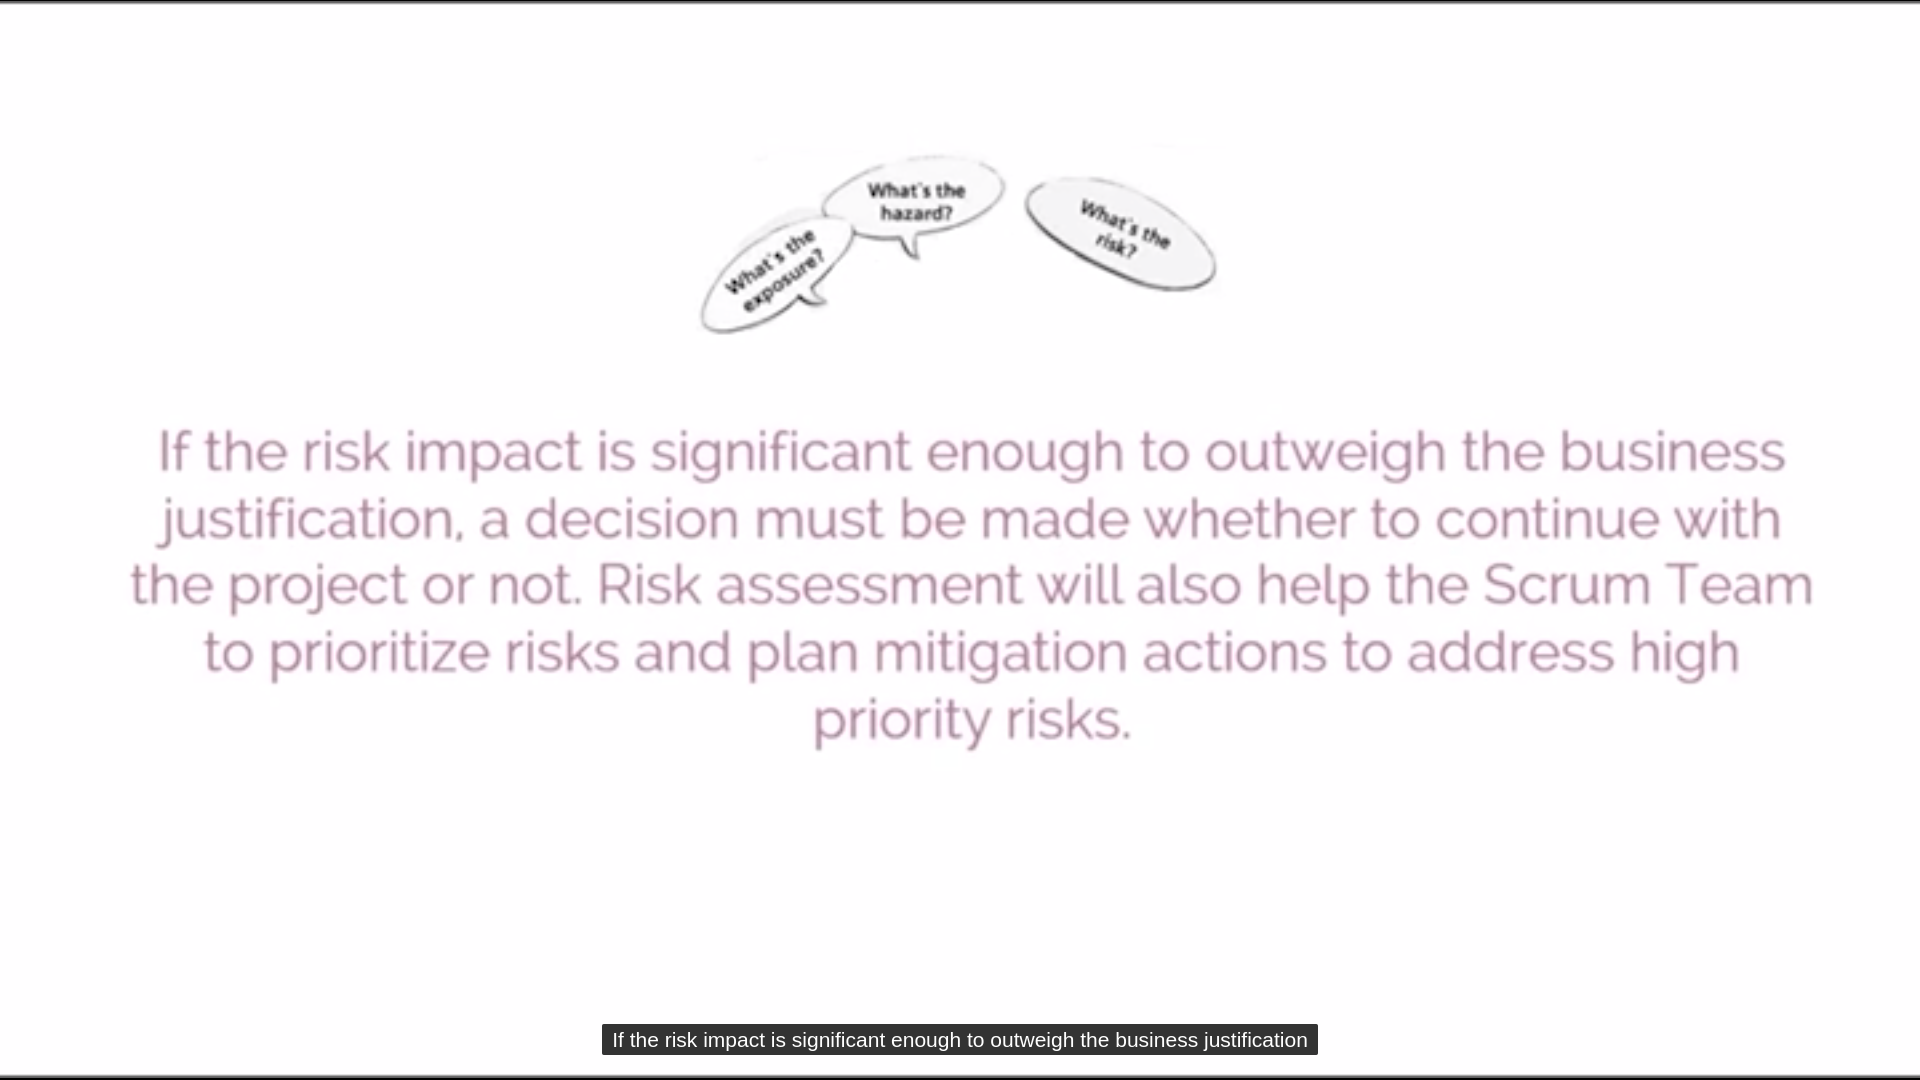 What's the
hazard?
What's the
risk?
What's the
exposure?
If the risk impact is significant enough to outweigh the business
justification, a decision must be made whether to continue with
the project or not. Risk assessment will also help the Scrum Team
to prioritize risks and plan mitigation actions to address high
priority risks.
If the risk impact is significant enough to outweigh the business justification